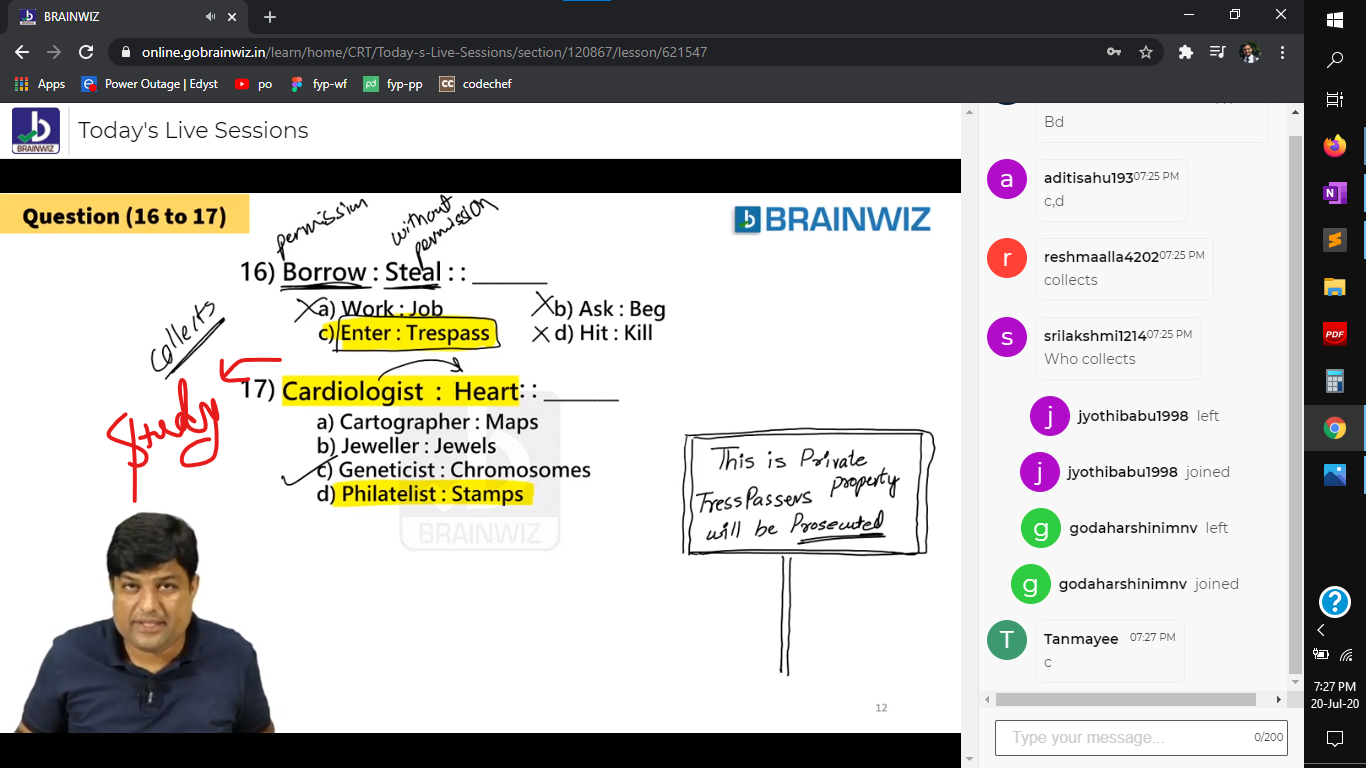 BRAINWIZ
online.gobrainwiz.in/learn/home/CRT/Today-s-Live-Sessions/section/120867/lesson/621547
Apps
Power Outage | Edyst
po
fyp-wf
fyp-pp
codechef
BRAINWIZ
Today's Live Sessions
Question (16 to 17)
BRAINWIZ
permission
without
permission
16) Borrow : Steal : : ______
a) Work : Job
b) Ask : Beg
c) Enter : Trespass
d) Hit : Kill
collects
17) Cardiologist : Heart : : ______
study
a) Cartographer : Maps
b) Jeweller : Jewels
c) Geneticist : Chromosomes
d) Philatelist : Stamps
BRAINWIZ
This is Private
property
TressPassers
will be Prosecuted
12
Bd
aditisahu193 07:25 PM
c,d
reshmaalla4202 07:25 PM
collects
srilakshmi1214 07:25 PM
Who collects
j
jyothibabu1998 left
j
jyothibabu1998 joined
g
godaharshinimnv left
g
godaharshinimnv joined
T
Tanmayee 07:27 PM
c
Type your message... 0/200
PDF
7:27 PM
20-Jul-20